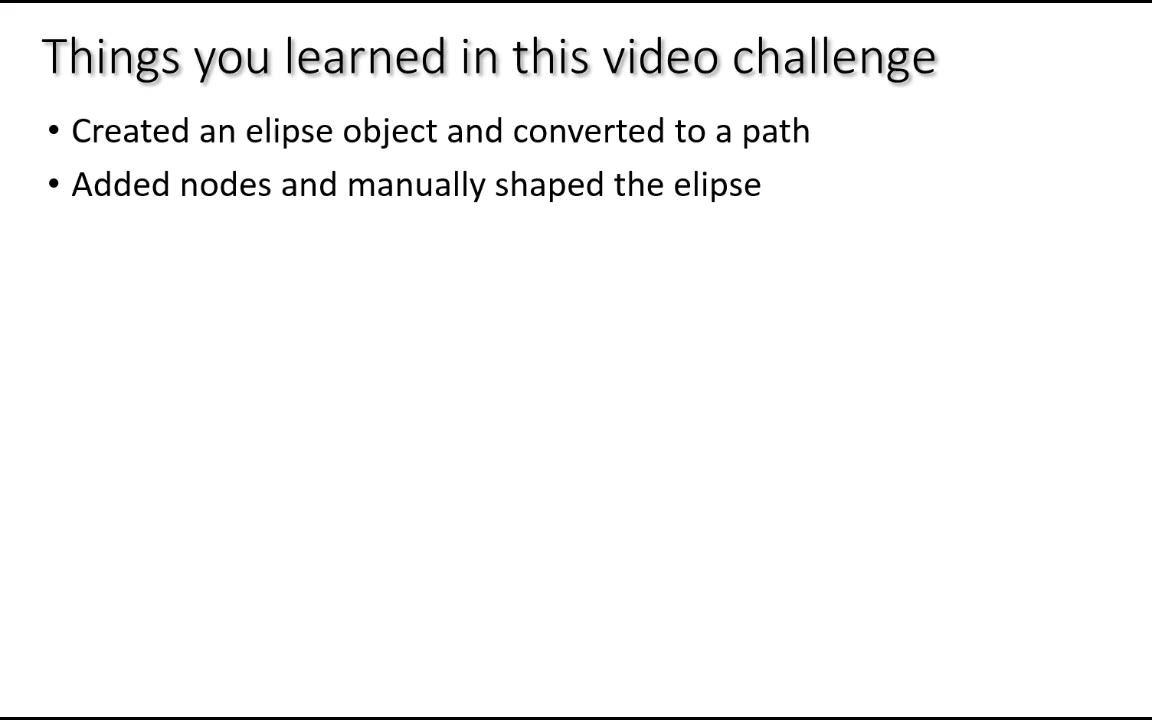 Things you learned in this video challenge
• Created an elipse object and converted to a path
• Added nodes and manually shaped the elipse